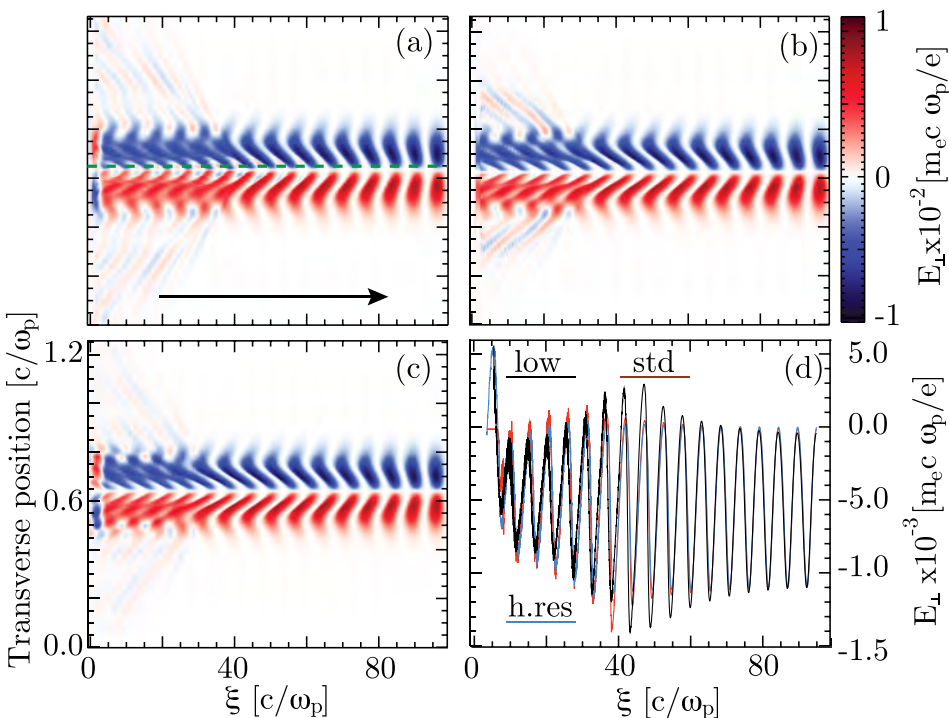 (a)
(b)
1
0
-1
E⊥x10⁻² [mₑc ωₚ/e]
1.2
0.6
0.0
Transverse position [c/ωₚ]
(c)
0
40
80
ξ [c/ωₚ]
low
std
(d)
h.res
5.0
0.0
-5.0
-1.0
-1.5
E⊥ x10⁻³ [mₑc ωₚ/e]
0
40
80
ξ [c/ωₚ]